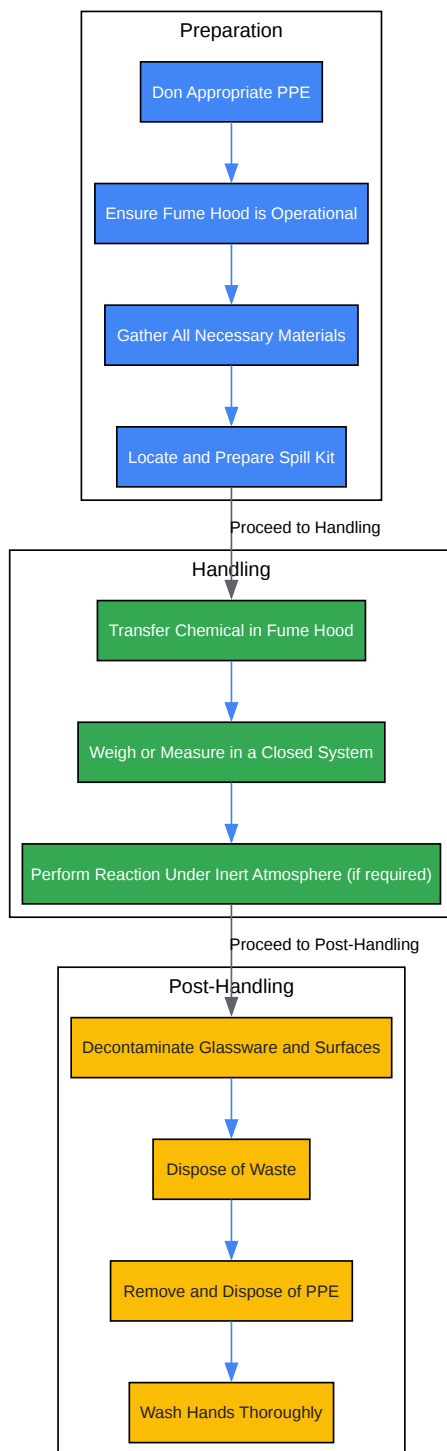 Preparation
Don Appropriate PPE
Ensure Fume Hood is Operational
Gather All Necessary Materials
Locate and Prepare Spill Kit
Proceed to Handling
Handling
Transfer Chemical in Fume Hood
Weigh or Measure in a Closed System
Perform Reaction Under Inert Atmosphere (if required)
Proceed to Post-Handling
Post-Handling
Decontaminate Glassware and Surfaces
Dispose of Waste
Remove and Dispose of PPE
Wash Hands Thoroughly